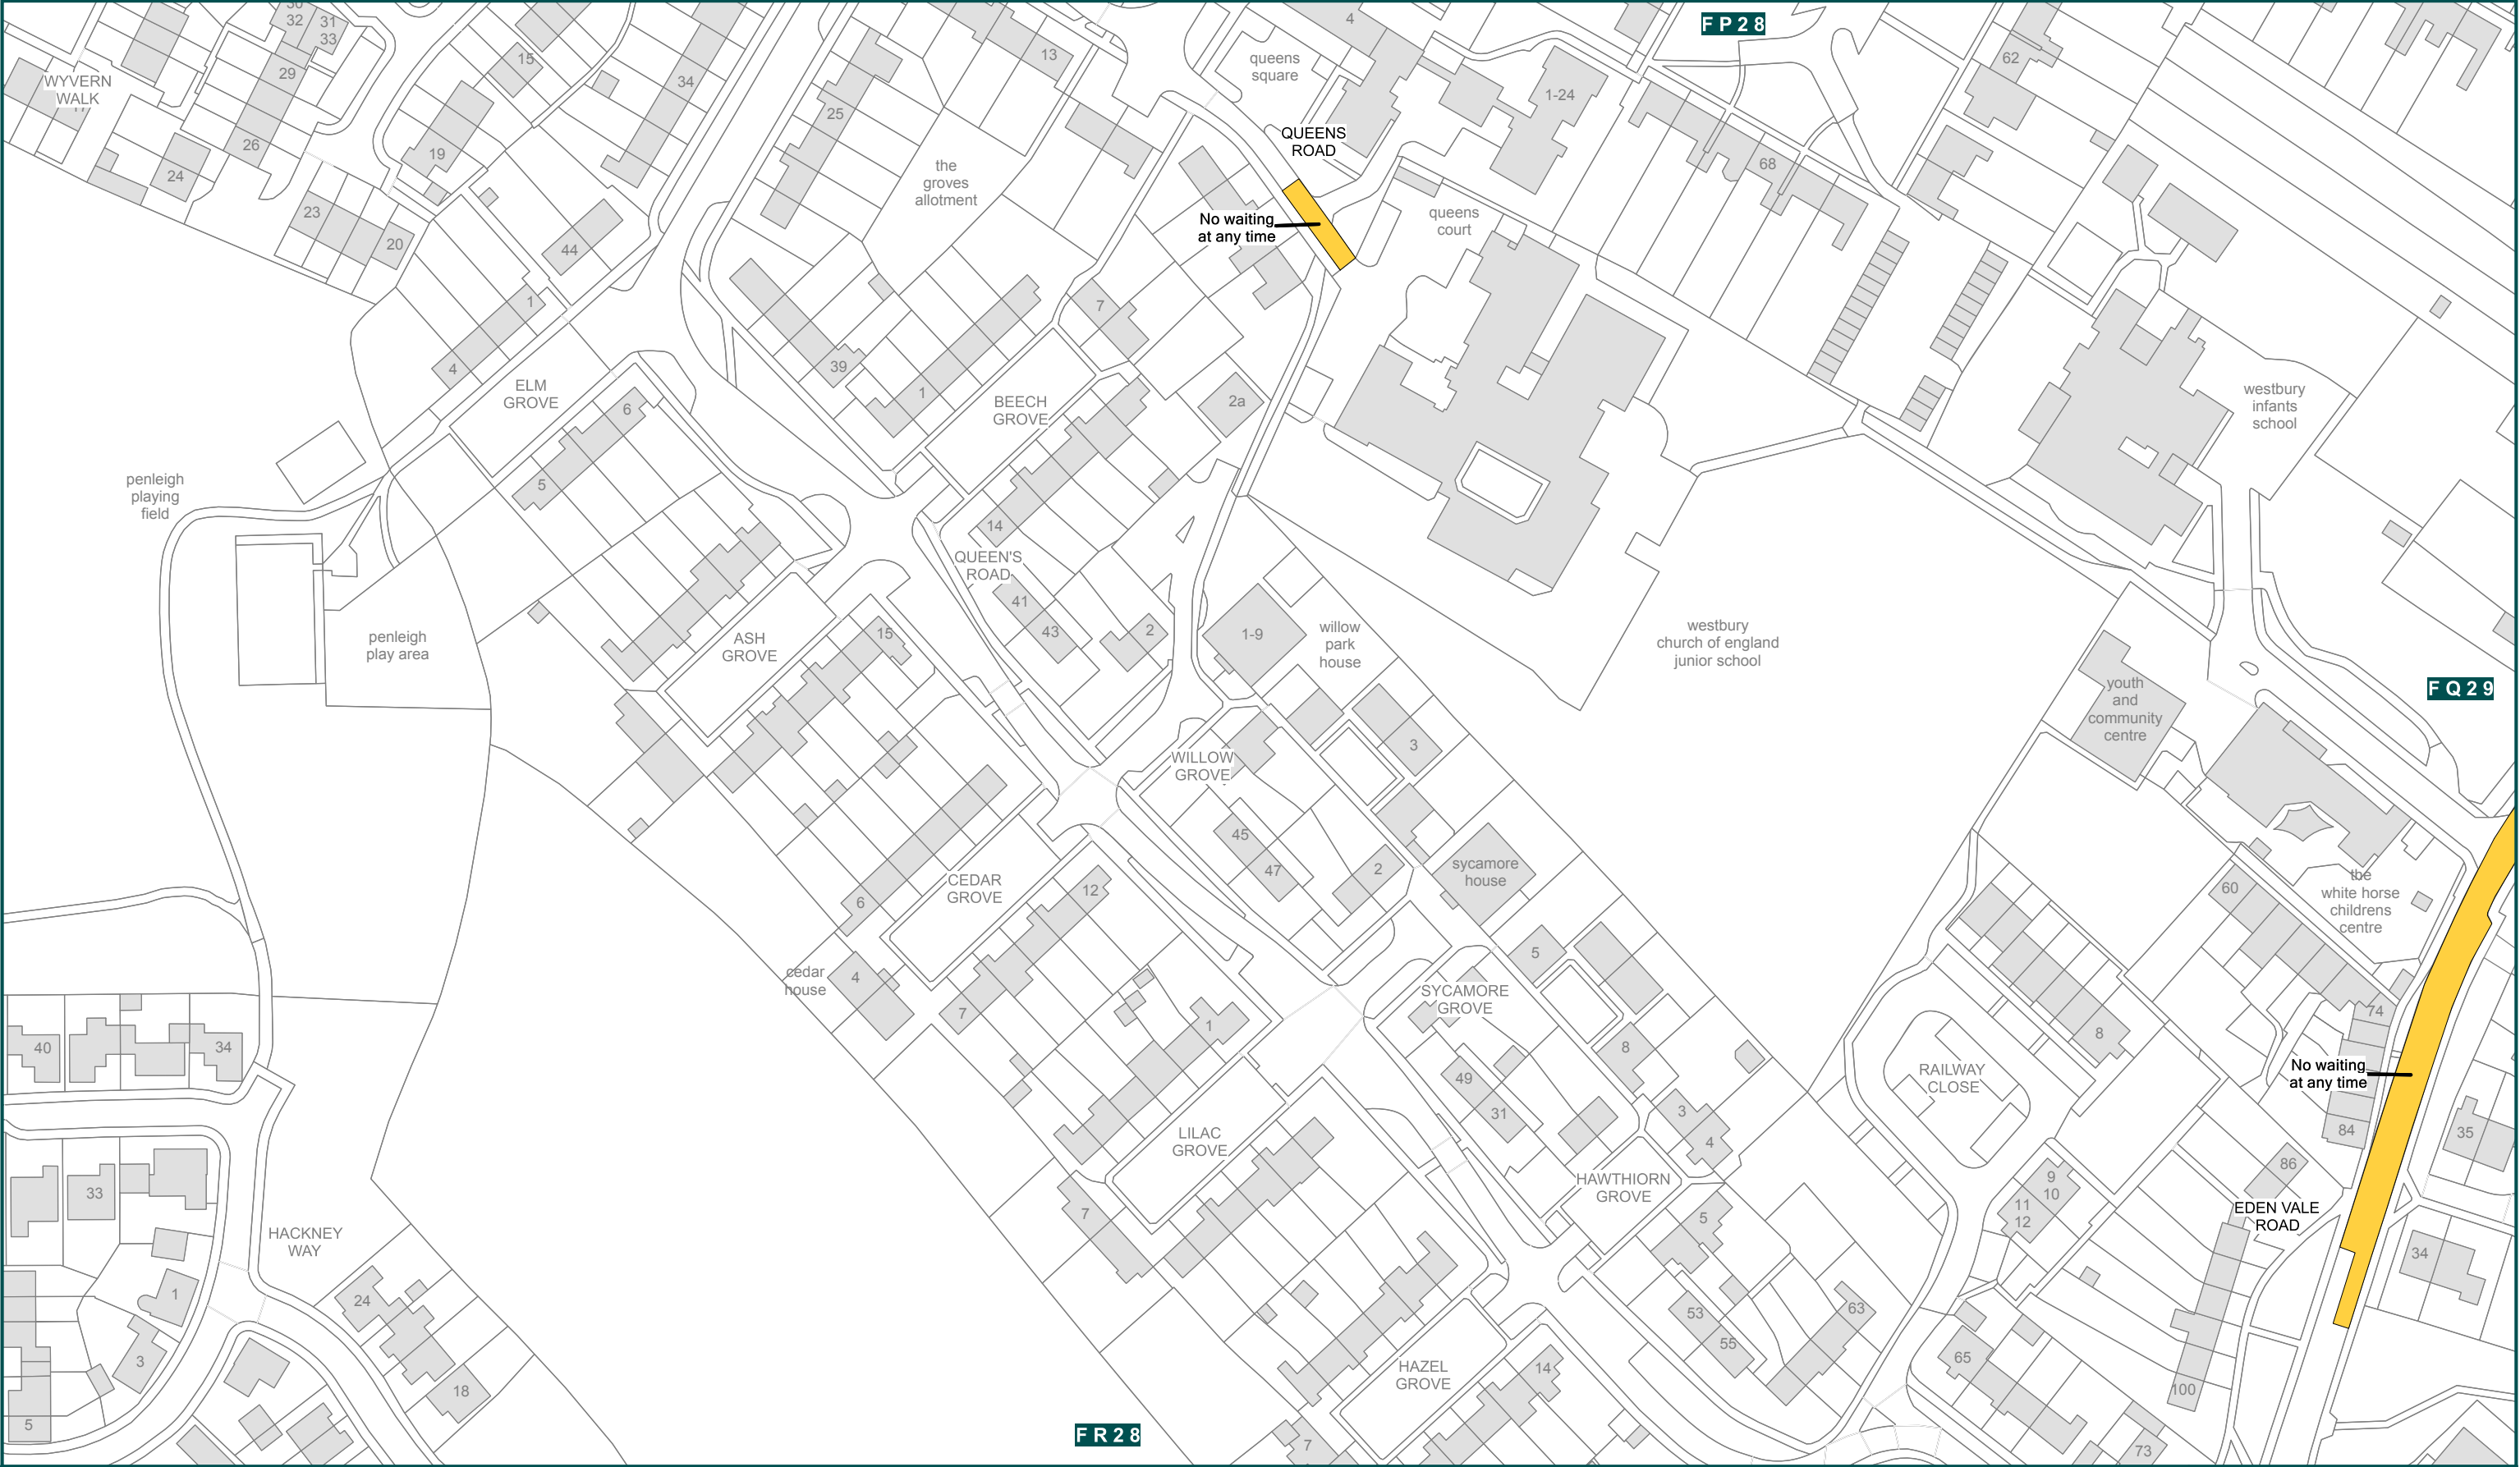 FP28
30
32
31
33
29
26
24
WYVERN
WALK
17
23
20
15
19
34
44
25
13
the
groves
allotment
4
queens
square
QUEENS
ROAD
No waiting
at any time
queens
court
1-24
68
62
1
4
39
1
7
2a
ELM
GROVE
6
5
BEECH
GROVE
14
QUEEN'S
ROAD
41
43
2
penleigh
playing
field
penleigh
play area
ASH
GROVE
15
1-9
willow
park
house
westbury
church of england
junior school
westbury
infants
school
youth
and
community
centre
FQ29
WILLOW
GROVE
3
45
47
2
sycamore
house
CEDAR
GROVE
6
12
cedar
house
4
7
1
5
SYCAMORE
GROVE
8
49
31
3
4
60
the
white horse
childrens
centre
74
8
RAILWAY
CLOSE
No waiting
at any time
84
86
35
40
34
33
HACKNEY
WAY
1
3
5
24
18
LILAC
GROVE
7
HAWTHORN
GROVE
5
9
10
11
12
EDEN VALE
ROAD
34
53
55
63
65
100
73
HAZEL
GROVE
14
7
FR28